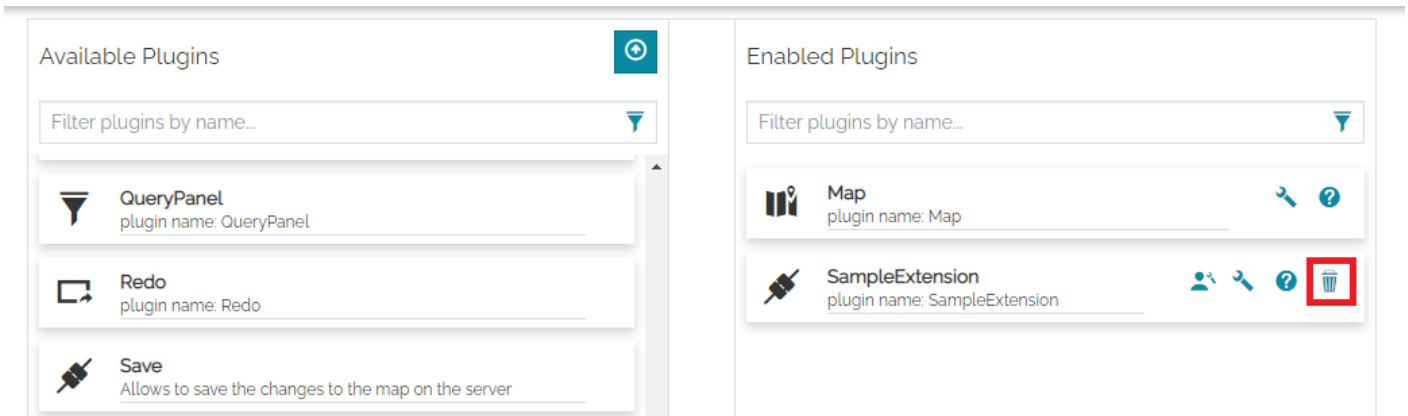 Available Plugins
Filter plugins by name...
QueryPanel
plugin name: QueryPanel
Redo
plugin name: Redo
Save
Allows to save the changes to the map on the server
Enabled Plugins
Filter plugins by name...
Map
plugin name: Map
SampleExtension
plugin name: SampleExtension